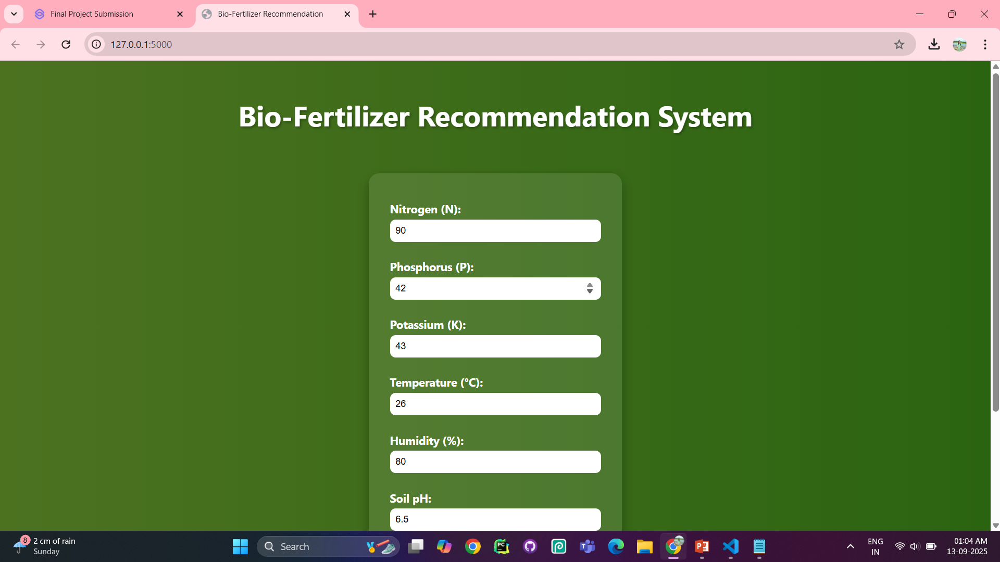 Final Project Submission
Bio-Fertilizer Recommendation
127.0.0.1:5000
Bio-Fertilizer Recommendation System
Nitrogen (N):
90
Phosphorus (P):
42
Potassium (K):
43
Temperature (°C):
26
Humidity (%):
80
Soil pH:
6.5
8
2 cm of rain
Sunday
Search
PC
T
P
ENG
IN
01:04 AM
13-09-2025